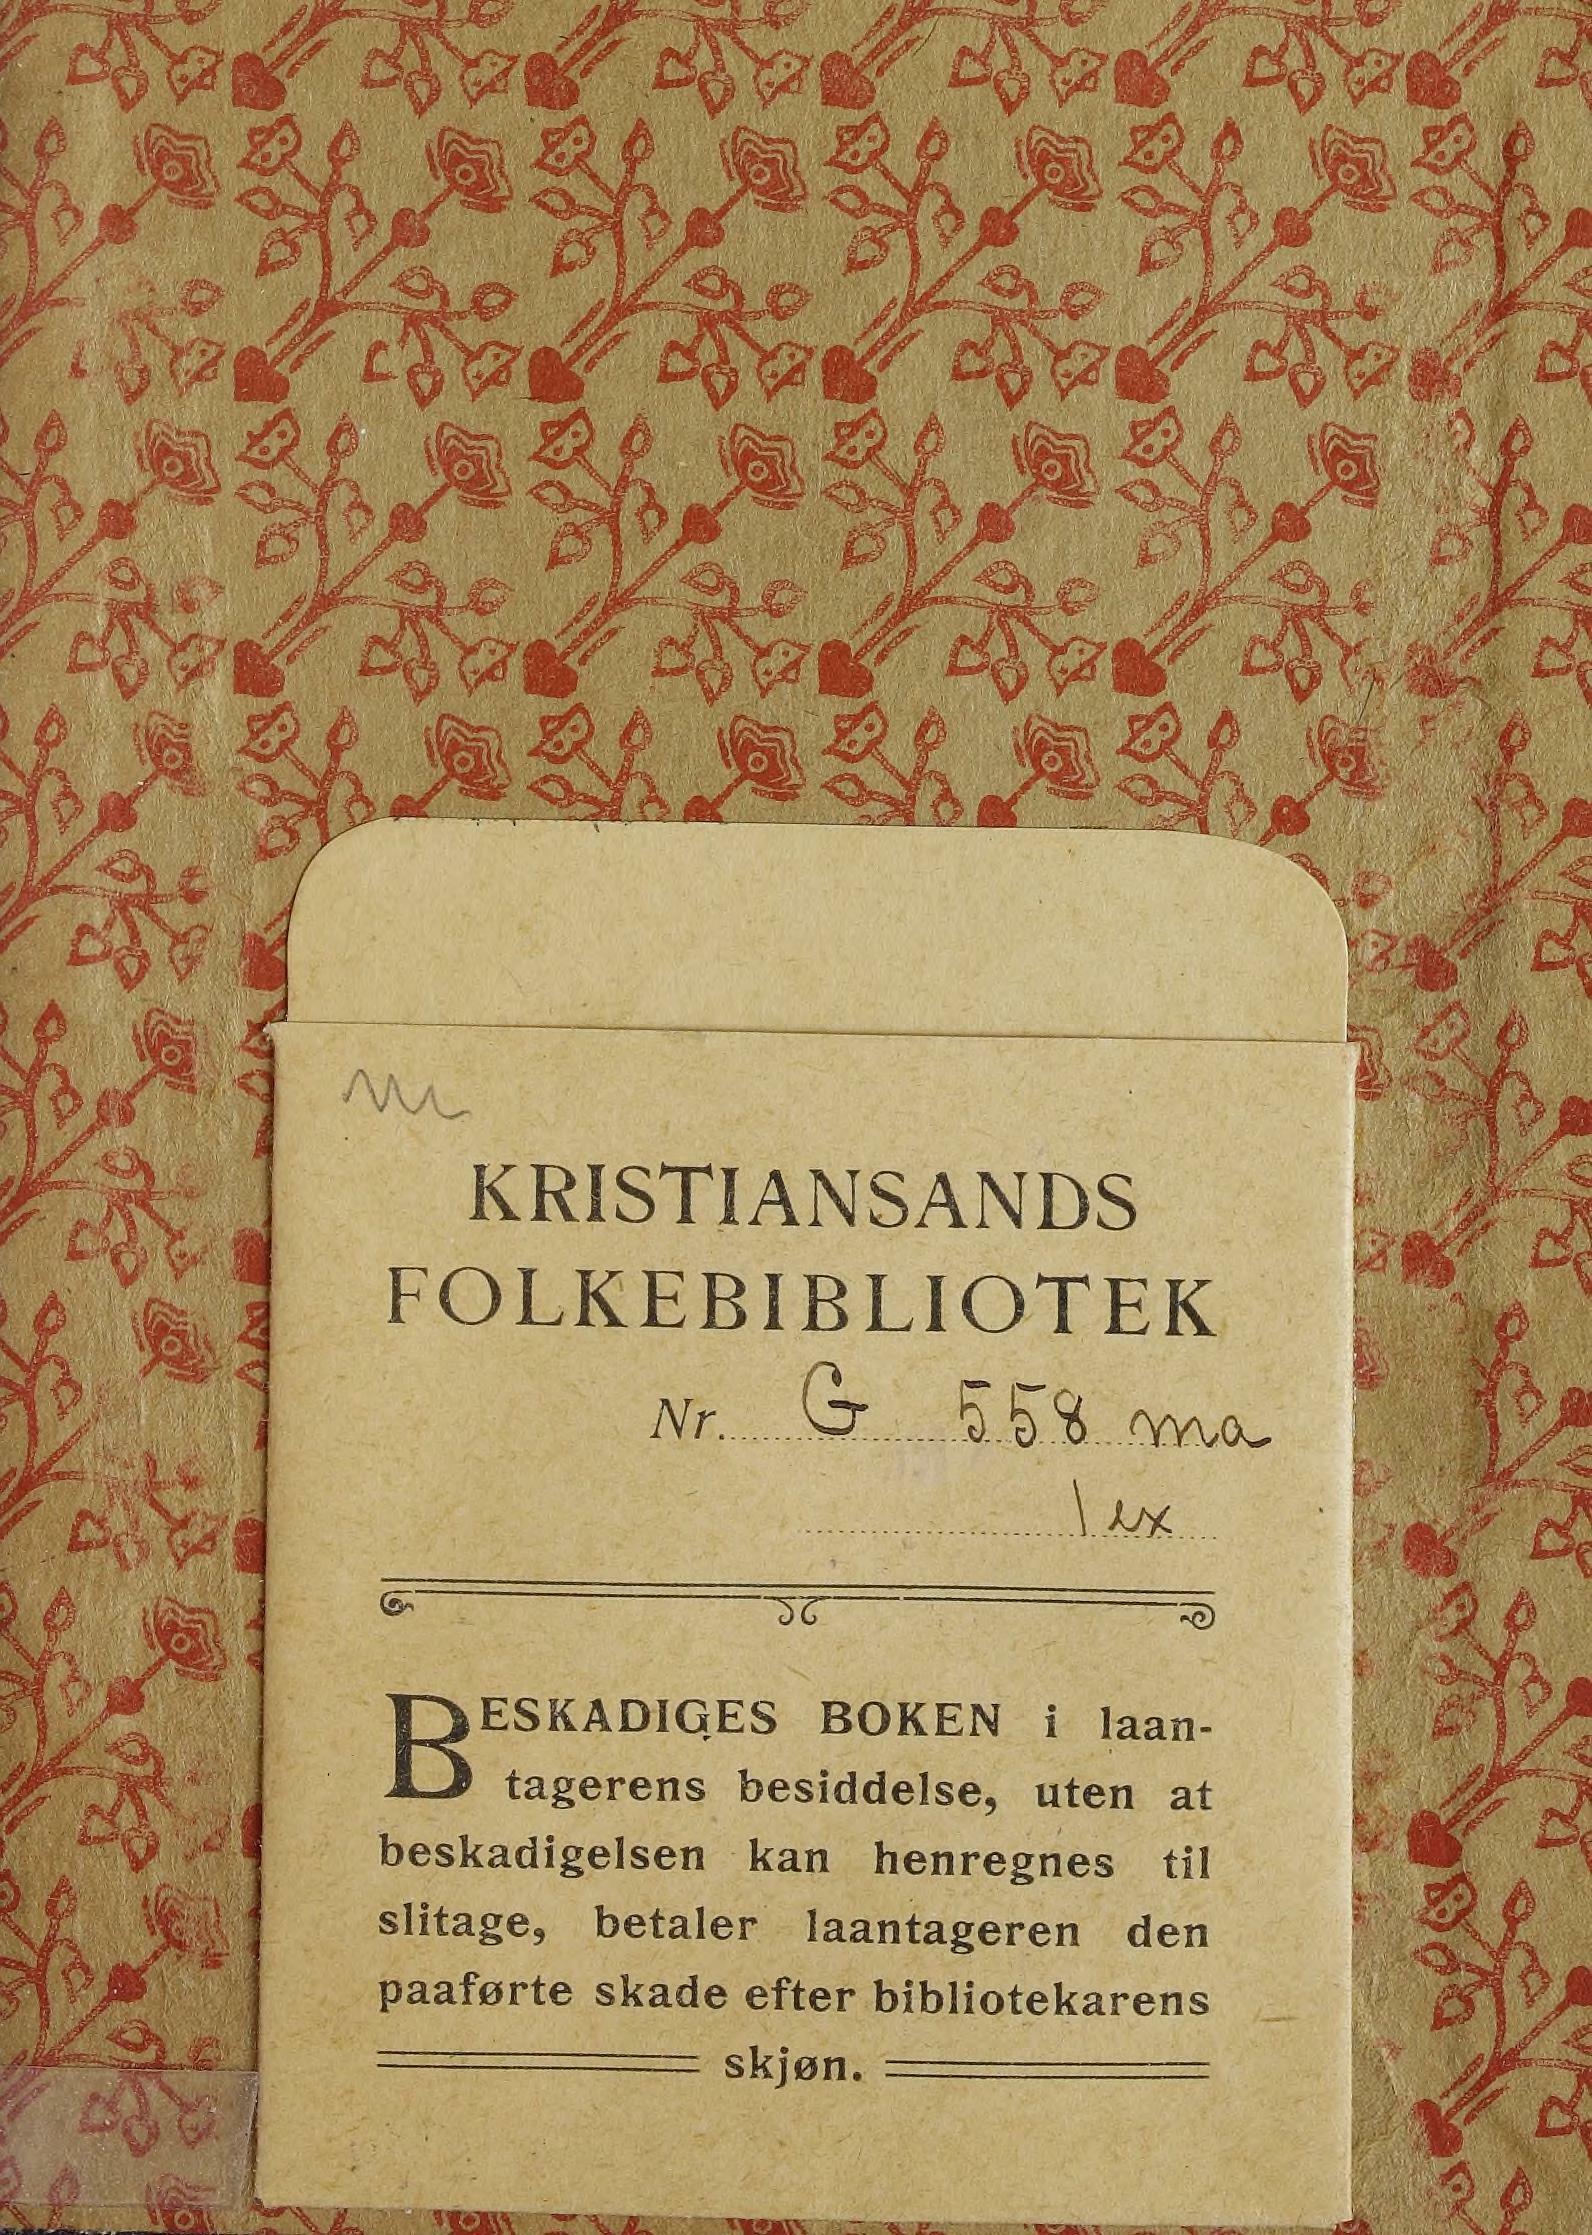 KRISTIANSANDS
FOLKEBIBLIOTEK
Nr. G 558 ma
1 ex
BESKADIGES BOKEN i laan-
tagerens besiddelse, uten at
beskadigelsen kan henregnes til
slitage, betaler laantageren den
paaførte skade efter bibliotekarens
skjøn.